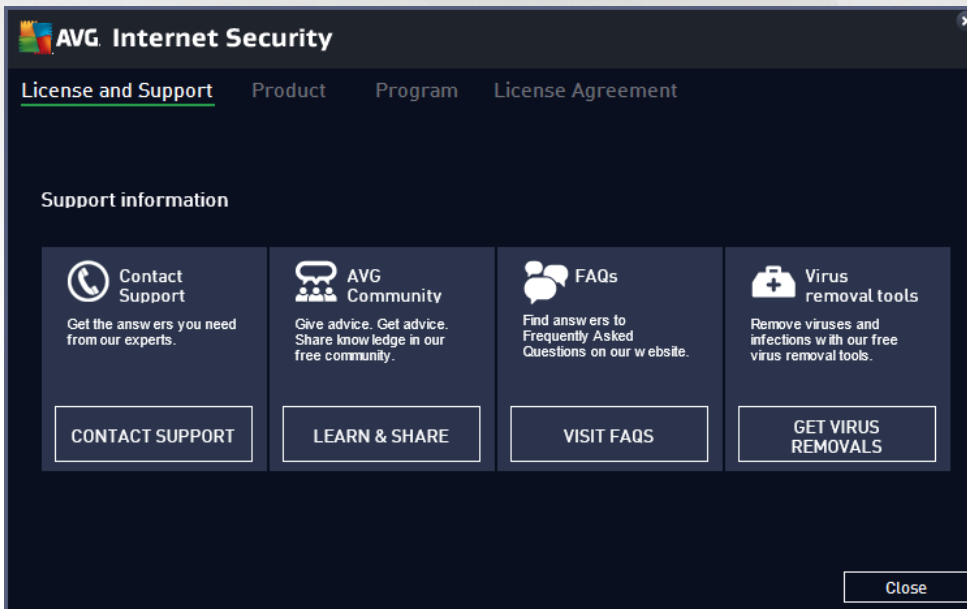 AVG. Internet Security
License and Support Product Program License Agreement
Support information
Contact
Support
Get the answers you need
from our experts.
CONTACT SUPPORT
AVG
Community
Give advice. Get advice.
Share knowledge in our
free community.
LEARN & SHARE
FAQs
Find answers to
Frequently Asked
Questions on our website.
VISIT FAQS
Virus
removal tools
Remove viruses and
infections with our free
virus removal tools.
GET VIRUS
REMOVALS
Close